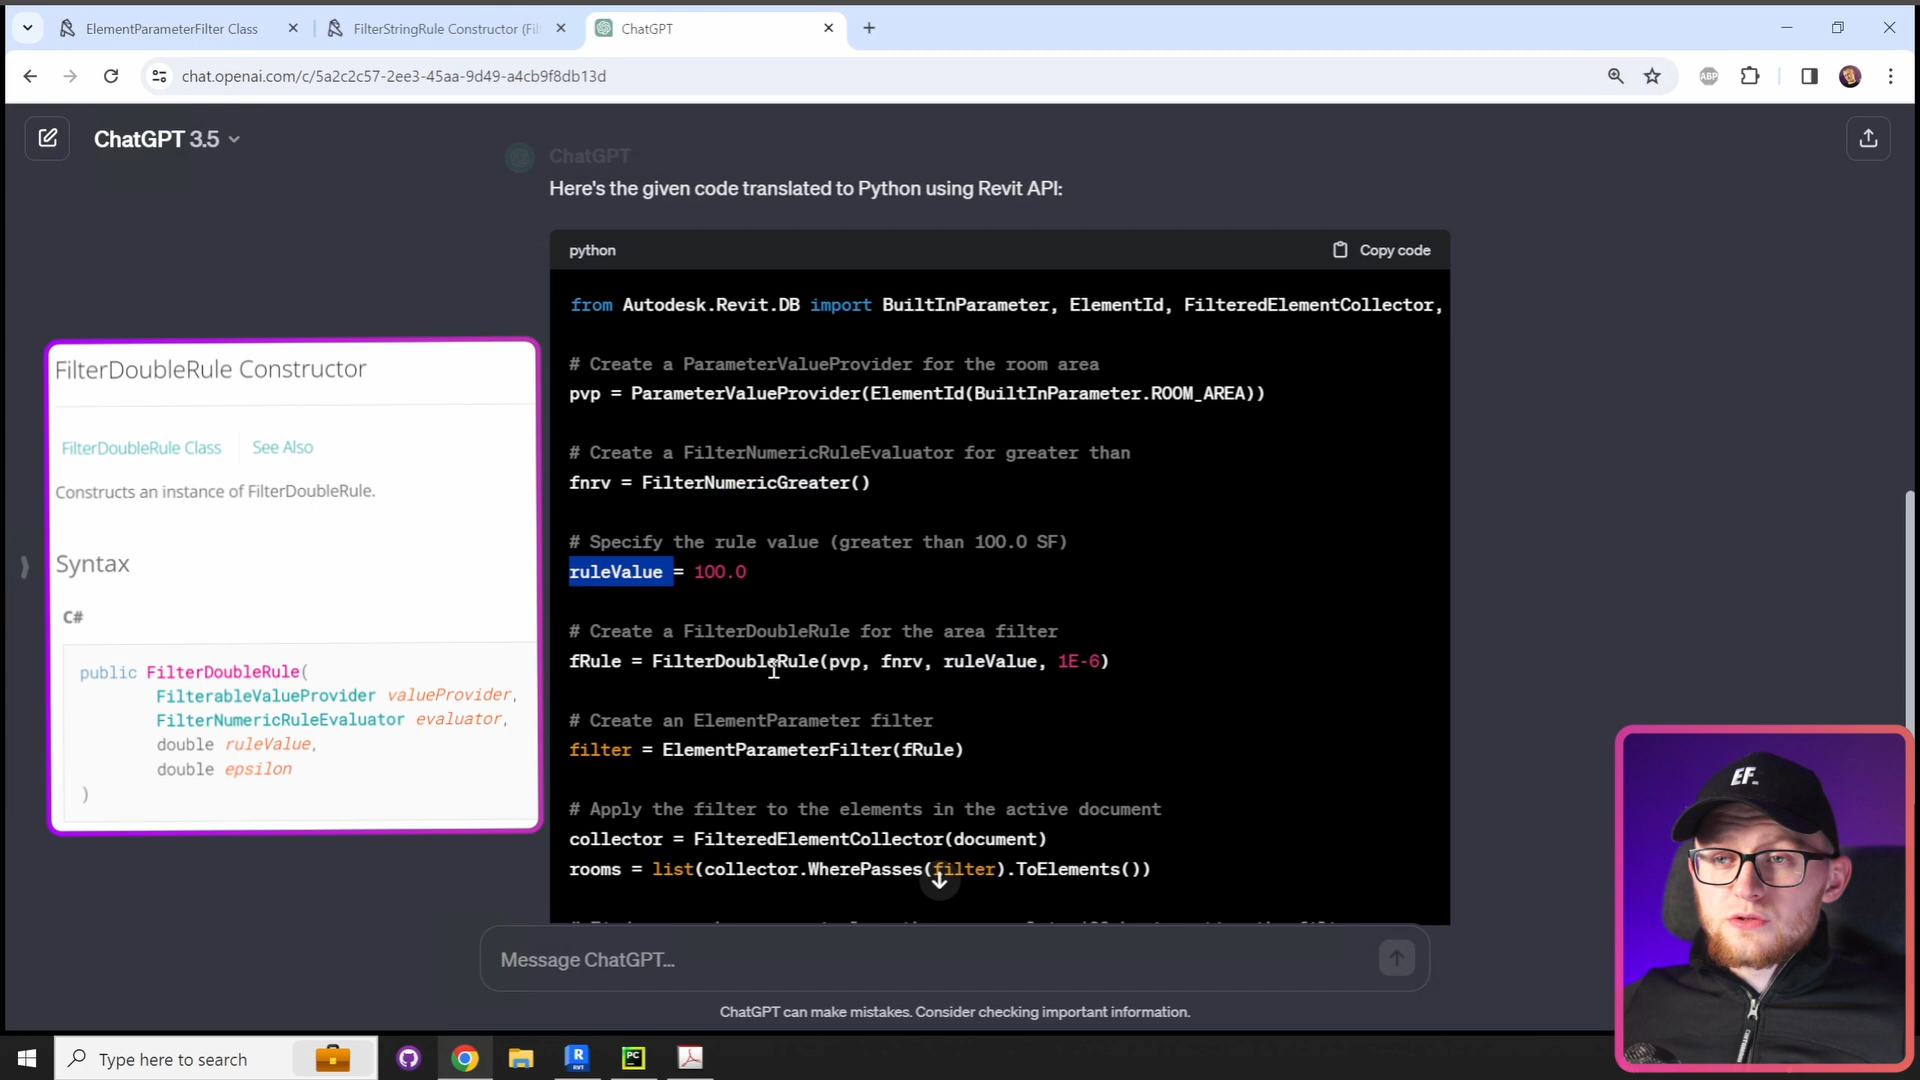 ElementParameterFilter Class
FilterStringRule Constructor (Fil
ChatGPT
chat.openai.com/c/5a2c2c57-2ee3-45aa-9d49-a4cb9f8db13d
ABP
ChatGPT 3.5
ChatGPT
Here's the given code translated to Python using Revit API:
python
Copy code
from Autodesk.Revit.DB import BuiltInParameter, ElementId, FilteredElementCollector,
# Create a ParameterValueProvider for the room area
pvp = ParameterValueProvider(ElementId(BuiltInParameter.ROOM_AREA))
# Create a FilterNumericRuleEvaluator for greater than
fnrv = FilterNumericGreater()
# Specify the rule value (greater than 100.0 SF)
ruleValue = 100.0
# Create a FilterDoubleRule for the area filter
fRule = FilterDoubleRule(pvp, fnrv, ruleValue, 1E-6)
# Create an ElementParameter filter
filter = ElementParameterFilter(fRule)
# Apply the filter to the elements in the active document
collector = FilteredElementCollector(document)
rooms = list(collector.WherePasses(filter).ToElements())
FilterDoubleRule Constructor
FilterDoubleRule Class
See Also
Constructs an instance of FilterDoubleRule.
Syntax
C#
public FilterDoubleRule(
FilterableValueProvider valueProvider,
FilterNumericRuleEvaluator evaluator,
double ruleValue,
double epsilon
)
Message ChatGPT...
ChatGPT can make mistakes. Consider checking important information.
EF_
Type here to search
R
RVT
PC